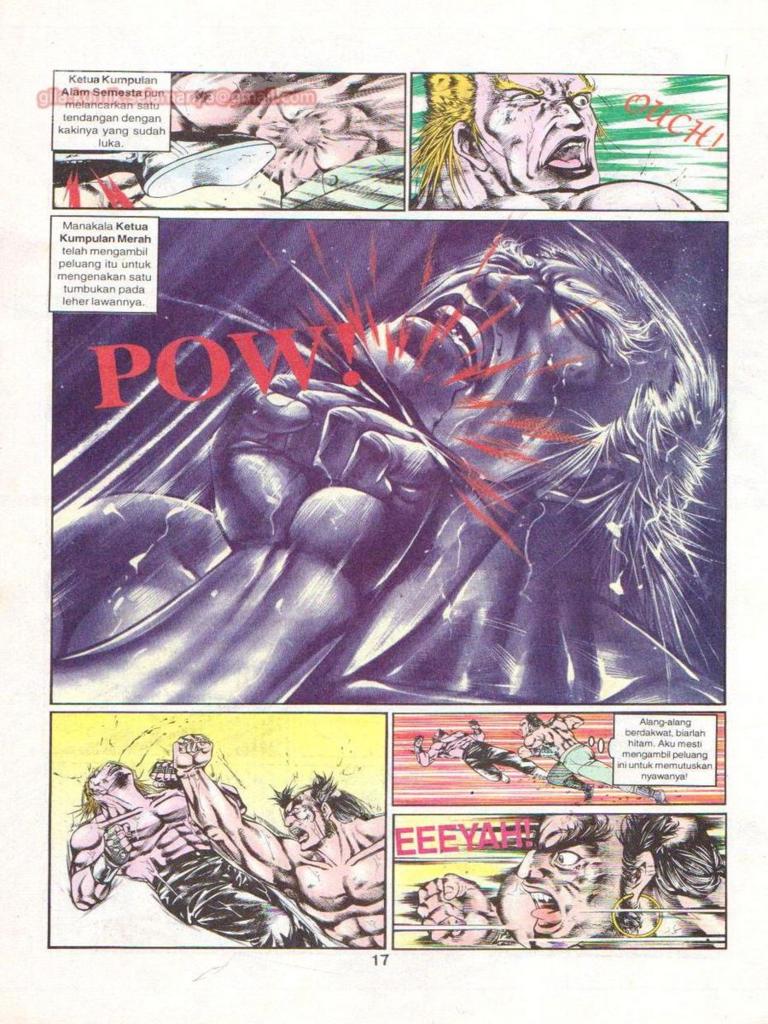 Ketua Kumpulan
Alam Semesta pun
melancarkan satu
tendangan dengan
kakinya yang sudah
luka.
OUCH!
Manakala Ketua
Kumpulan Merah
telah mengambil
peluang itu untuk
mengenakan satu
tumbukan pada
leher lawannya.
POW!
Alang-alang
berdakwat, biarlah
hitam. Aku mesti
mengambil peluang
ini untuk memutuskan
nyawanya!
EEEYAH!
17